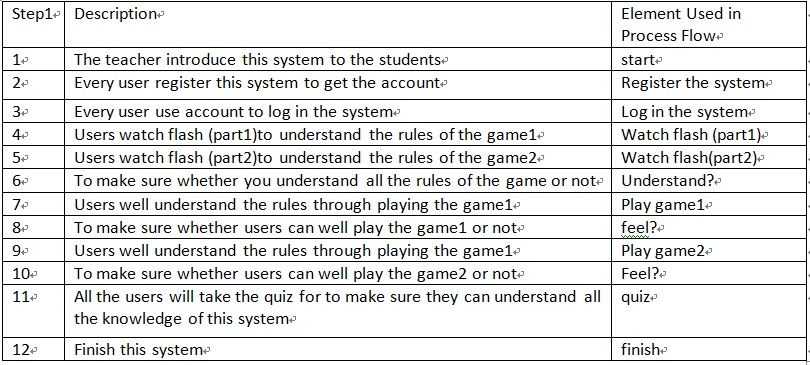 Step1 Description Element Used in
Process Flow
1 The teacher introduce this system to the students start
2 Every user register this system to get the account Register the system
3 Every user use account to log in the system Log in the system
4 Users watch flash (part1)to understand the rules of the game1 Watch flash (part1)
5 Users watch flash (part2)to understand the rules of the game2 Watch flash(part2)
6 To make sure whether you understand all the rules of the game or not Understand?
7 Users well understand the rules through playing the game1 Play game1
8 To make sure whether users can well play the game1 or not feel?
9 Users well understand the rules through playing the game1 Play game2
10 To make sure whether users can well play the game2 or not Feel?
11 All the users will take the quiz for to make sure they can understand all quiz
the knowledge of this system
12 Finish this system finish